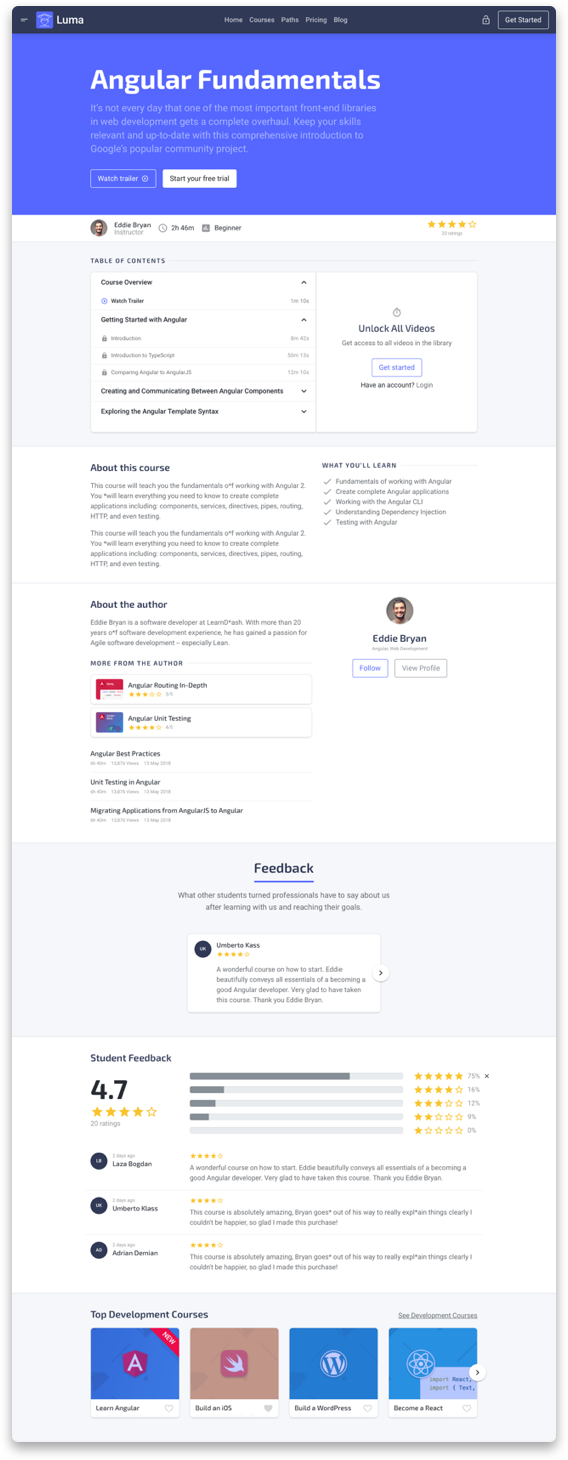 Luma
Home Courses Paths Pricing Blog
Get Started
Angular Fundamentals
It's not every day that one of the most important front-end libraries
in web development gets a complete overhaul. Keep your skills
relevant and up-to-date with this comprehensive introduction to
Google's popular community project.
Watch trailer
Start your free trial
Eddie Bryan
Instructor
2h 46m
Beginner
20 ratings
TABLE OF CONTENTS
Course Overview
Watch Trailer 1m 10s
Getting Started with Angular
Introduction 8m 42s
Introduction to TypeScript 50m 13s
Comparing Angular to AngularJS 12m 10s
Creating and Communicating Between Angular Components
Exploring the Angular Template Syntax
Unlock All Videos
Get access to all videos in the library
Get started
Have an account? Login
About this course
This course will teach you the fundamentals o*f working with Angular 2.
You *will learn everything you need to know to create complete
applications including: components, services, directives, pipes, routing,
HTTP, and even testing.
This course will teach you the fundamentals o*f working with Angular 2.
You *will learn everything you need to know to create complete
applications including: components, services, directives, pipes, routing,
HTTP, and even testing.
WHAT YOU'LL LEARN
Fundamentals of working with Angular
Create complete Angular applications
Working with the Angular CLI
Understanding Dependency Injection
Testing with Angular
About the author
Eddie Bryan is a software developer at LearnD*ash. With more than 20
years o*f software development experience, he has gained a passion for
Agile software development – especially Lean.
MORE FROM THE AUTHOR
Angular Routing In-Depth
3/5
Angular Unit Testing
4/5
Angular Best Practices
6h 40m 13,876 Views 13 May 2018
Unit Testing in Angular
6h 40m 13,876 Views 13 May 2018
Migrating Applications from AngularJS to Angular
6h 40m 13,876 Views 13 May 2018
Eddie Bryan
Angular, Web Development
Follow
View Profile
Feedback
What other students turned professionals have to say about us
after learning with us and reaching their goals.
UK
Umberto Kass
A wonderful course on how to start. Eddie
beautifully conveys all essentials of a becoming a
good Angular developer. Very glad to have taken
this course. Thank you Eddie Bryan.
Student Feedback
4.7
20 ratings
75%
16%
12%
9%
0%
LB
2 days ago
Laza Bogdan
A wonderful course on how to start. Eddie beautifully conveys all essentials of a becoming a
good Angular developer. Very glad to have taken this course. Thank you Eddie Bryan.
UK
2 days ago
Umberto Klass
This course is absolutely amazing, Bryan goes* out of his way to really expl*ain things clearly I
couldn't be happier, so glad I made this purchase!
AD
2 days ago
Adrian Demian
This course is absolutely amazing, Bryan goes* out of his way to really expl*ain things clearly I
couldn't be happier, so glad I made this purchase!
Top Development Courses
See Development Courses
NEW
Learn Angular
Build an iOS
Build a WordPress
import React,
import { Text,
Become a React